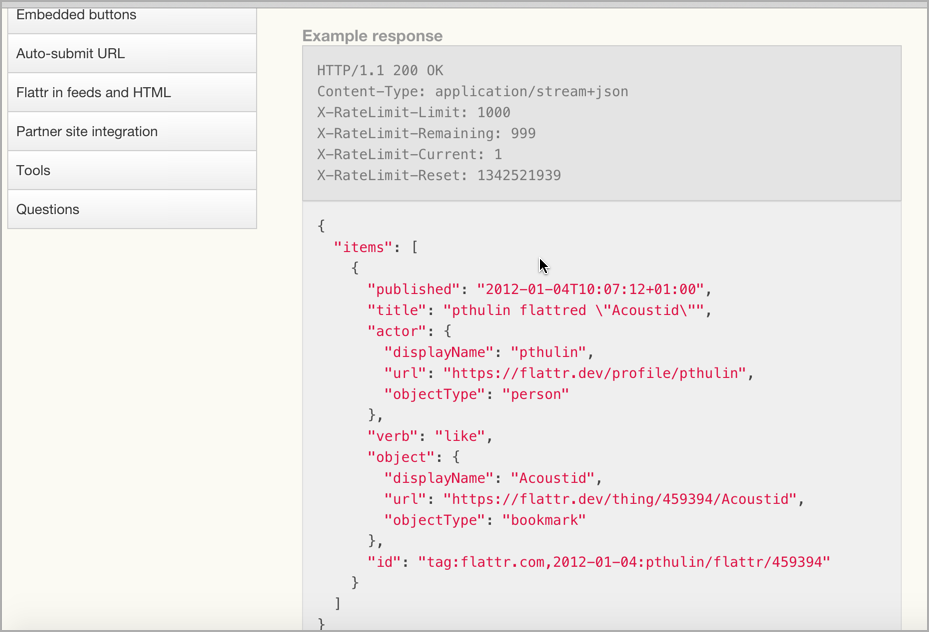 Embedded buttons
Auto-submit URL
Flattr in feeds and HTML
Partner site integration
Tools
Questions
Example response
HTTP/1.1 200 OK
Content-Type: application/stream+json
X-RateLimit-Limit: 1000
X-RateLimit-Remaining: 999
X-RateLimit-Current: 1
X-RateLimit-Reset: 1342521939
{
  "items": [
    {
      "published": "2012-01-04T10:07:12+01:00",
      "title": "pthulin flattred \"Acoustid\"",
      "actor": {
        "displayName": "pthulin",
        "url": "https://flattr.dev/profile/pthulin",
        "objectType": "person"
      },
      "verb": "like",
      "object": {
        "displayName": "Acoustid",
        "url": "https://flattr.dev/thing/459394/Acoustid",
        "objectType": "bookmark"
      },
      "id": "tag:flattr.com,2012-01-04:pthulin/flattr/459394"
    }
  ]
}